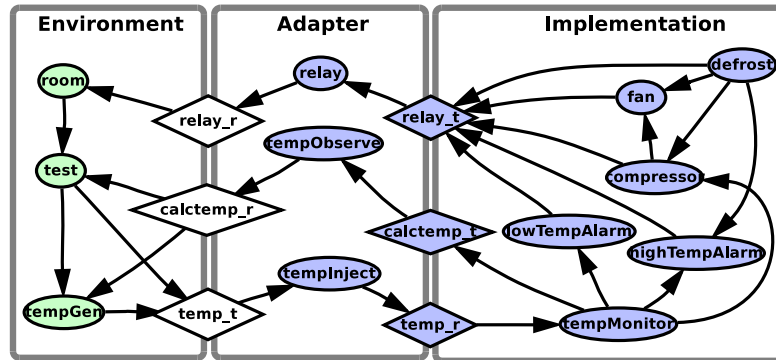 Environment
Adapter
Implementation
room
relay
defrost
fan
relay_r
relay_t
tempObserve
test
compressor
calctemp_r
calctemp_t
lowTempAlarm
highTempAlarm
tempInject
tempGen
temp_t
temp_r
tempMonitor